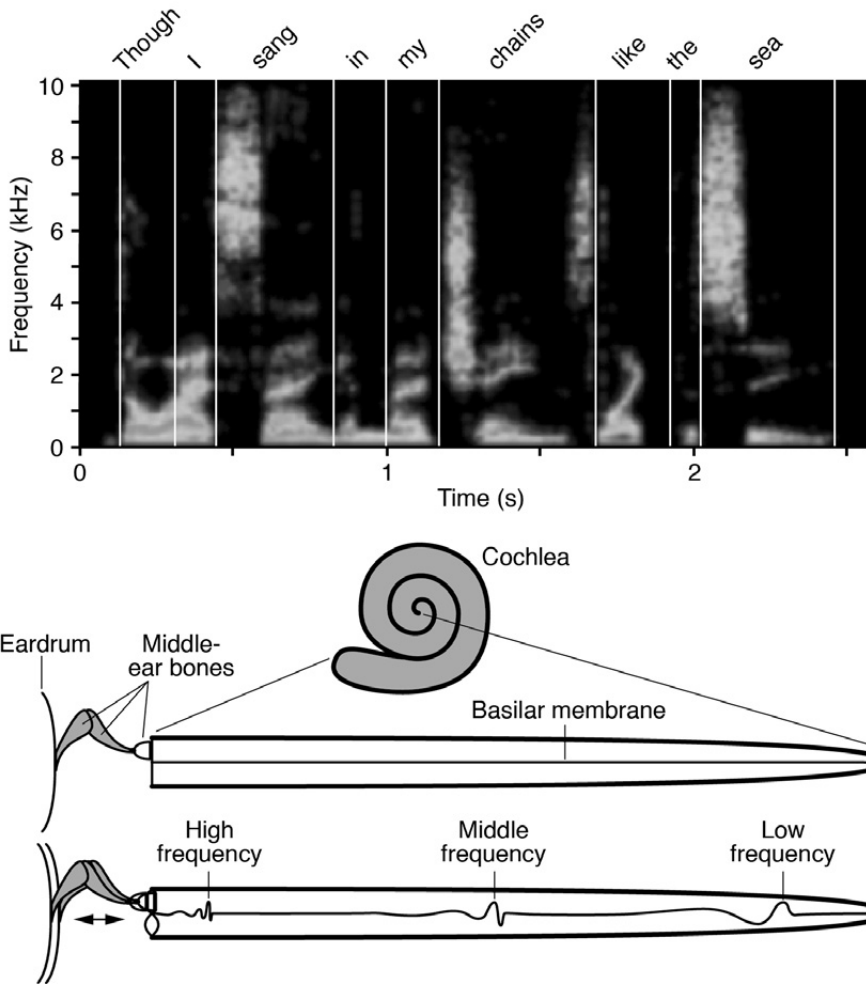 Though I sang in my chains like the sea
10
8
6
4
2
0
Frequency (kHz)
0 1 2
Time (s)
Cochlea
Eardrum
Middle-
ear bones
Basilar membrane
High
frequency
Middle
frequency
Low
frequency